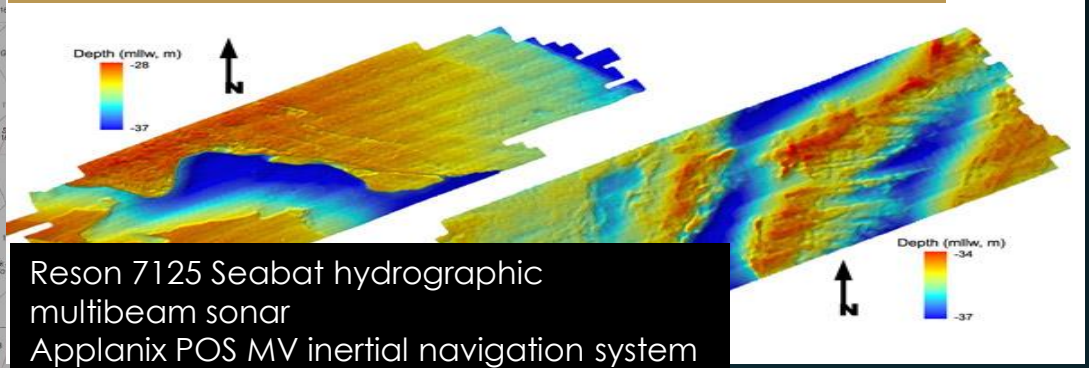 Depth (mllw, m)
-28
-37
N
Depth (mllw, m)
-34
-37
N
Reson 7125 Seabat hydrographic
multibeam sonar
Applanix POS MV inertial navigation system